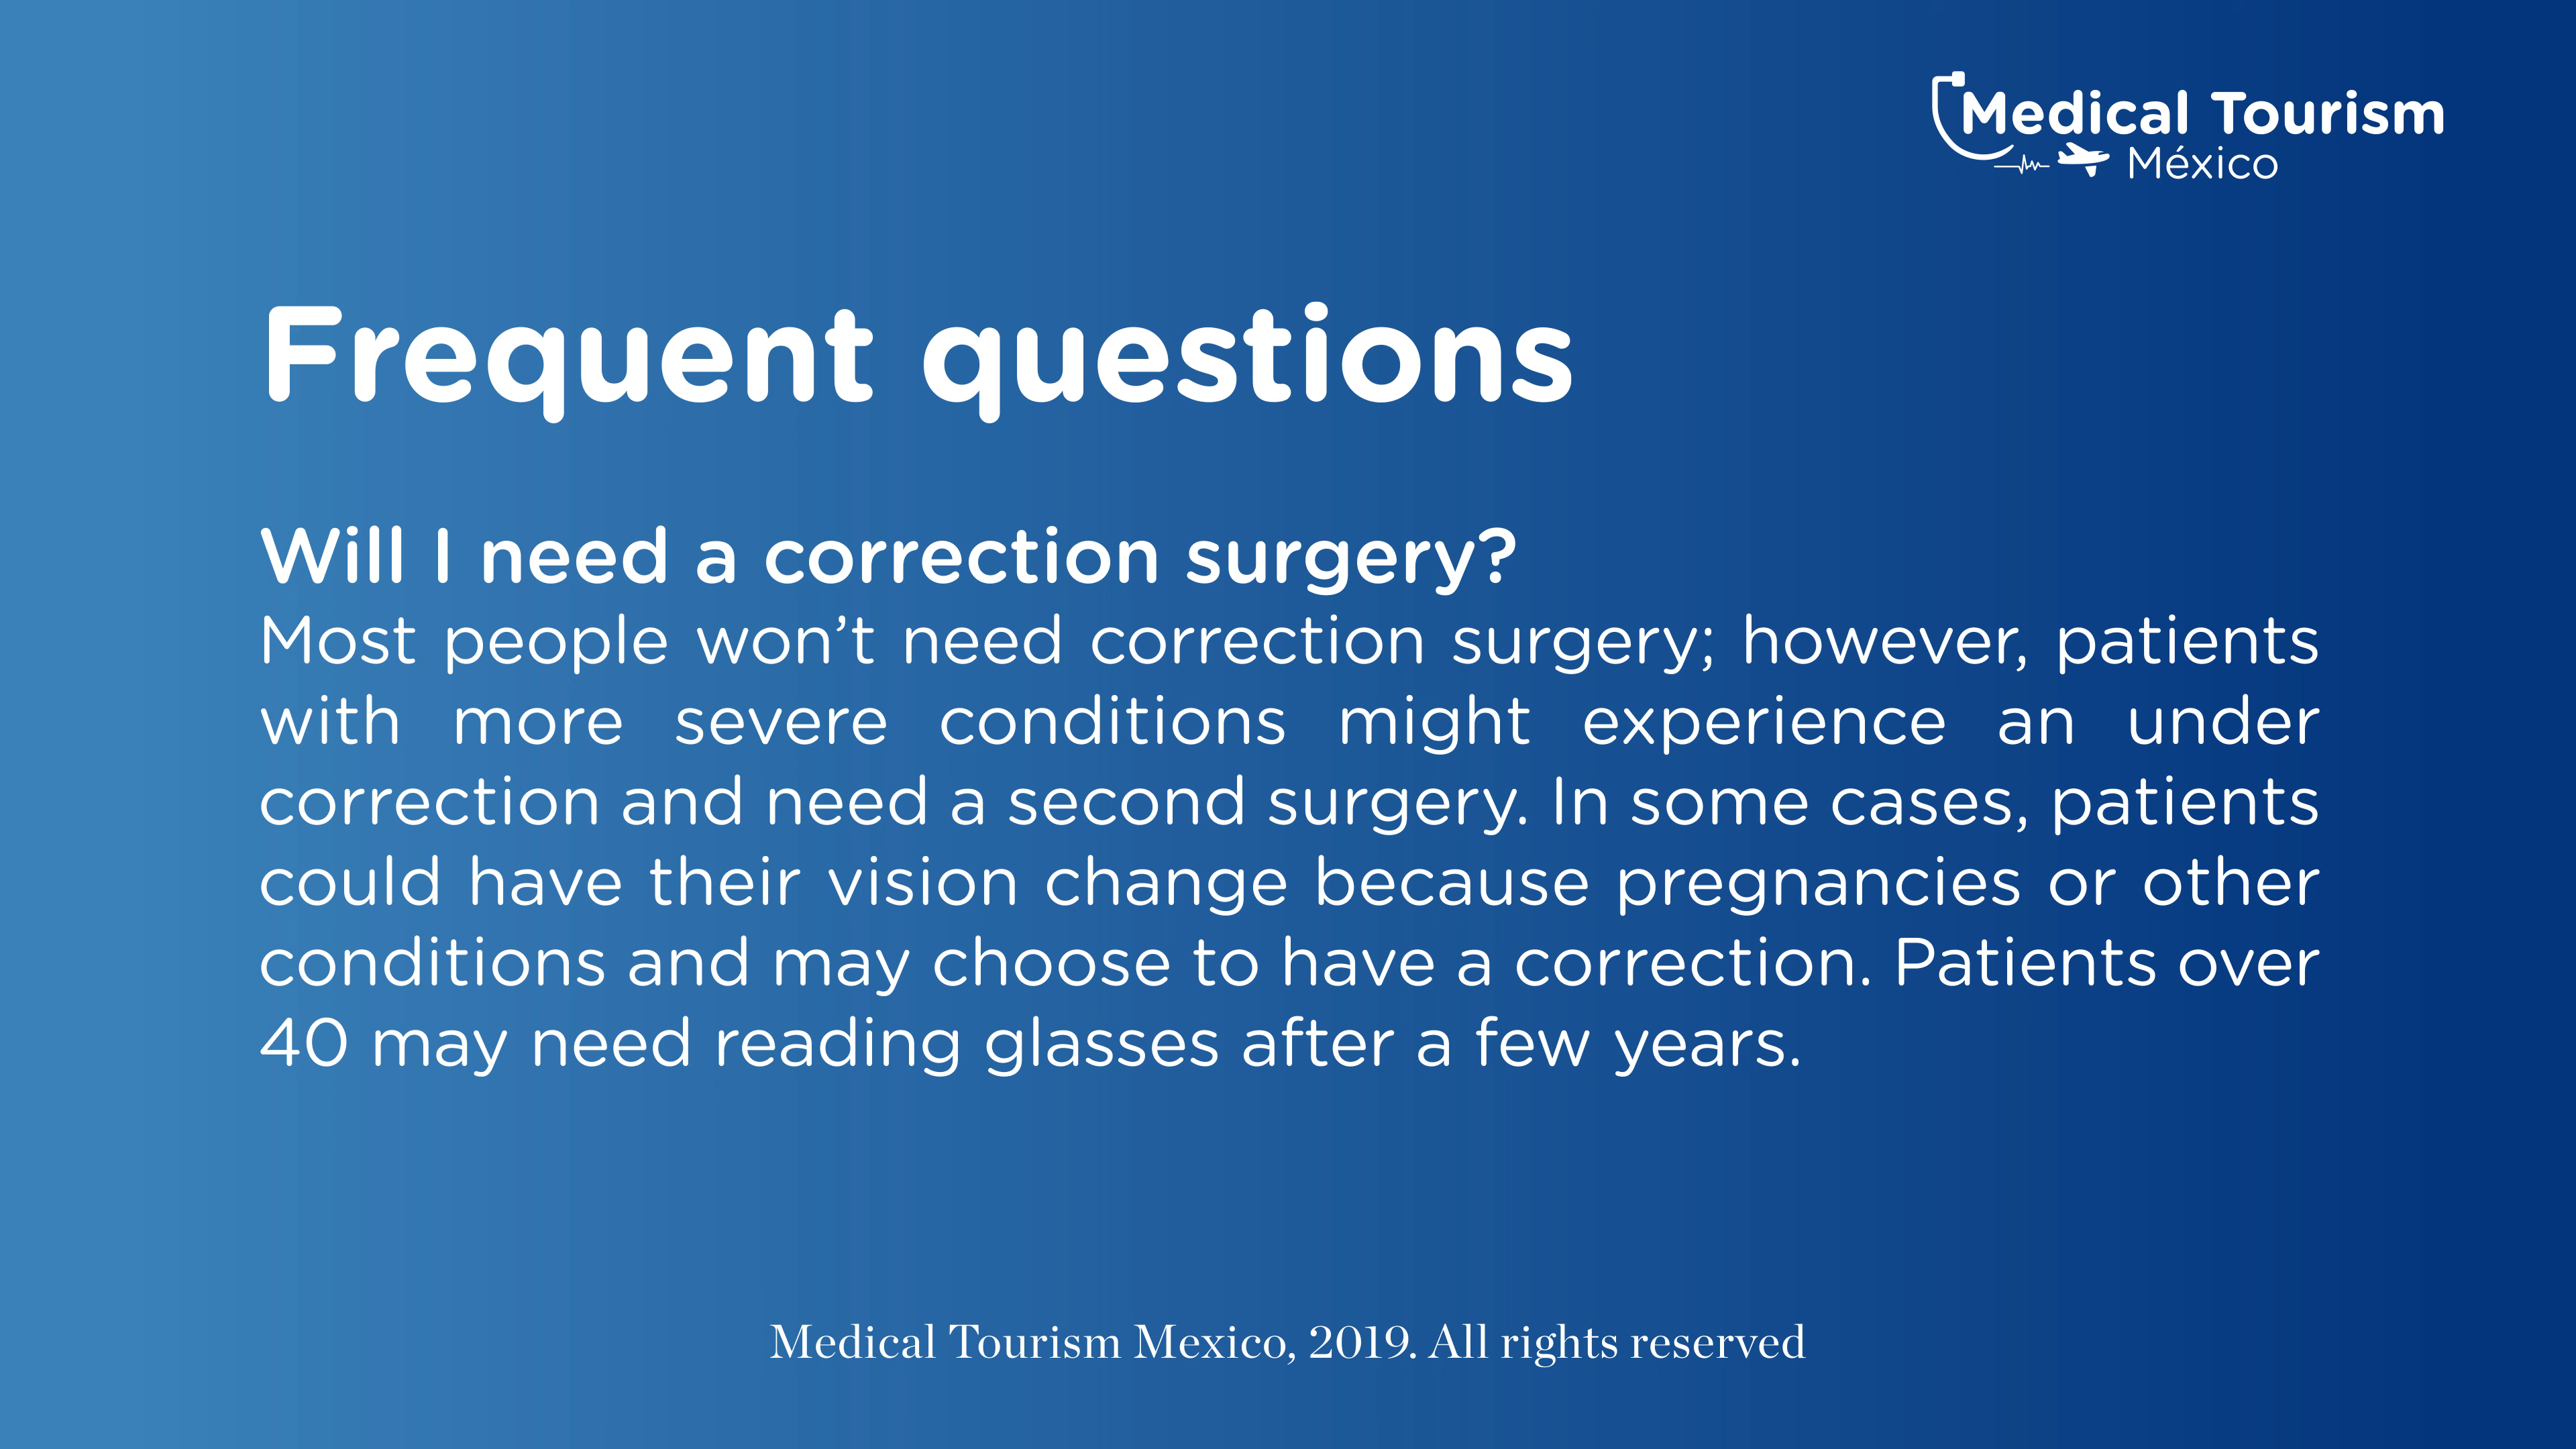 Medical Tourism
México
Frequent questions
Will I need a correction surgery?
Most people won’t need correction surgery; however, patients
with more severe conditions might experience an under
correction and need a second surgery. In some cases, patients
could have their vision change because pregnancies or other
conditions and may choose to have a correction. Patients over
40 may need reading glasses after a few years.
Medical Tourism Mexico, 2019. All rights reserved